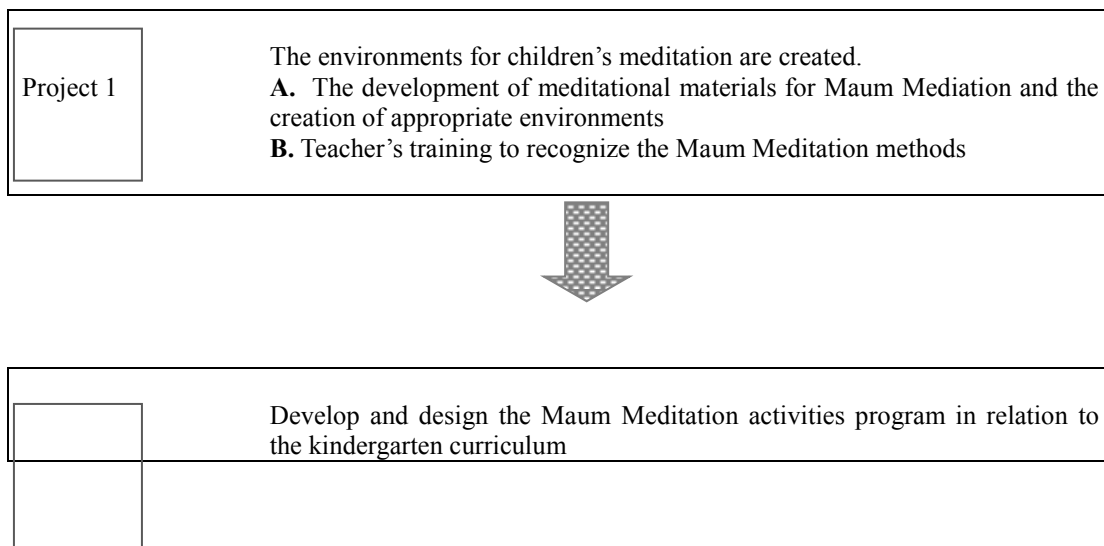 The environments for children’s meditation are created.
Project 1
A. The development of meditational materials for Maum Mediation and the
creation of appropriate environments
B. Teacher’s training to recognize the Maum Meditation methods
Develop and design the Maum Meditation activities program in relation to
the kindergarten curriculum